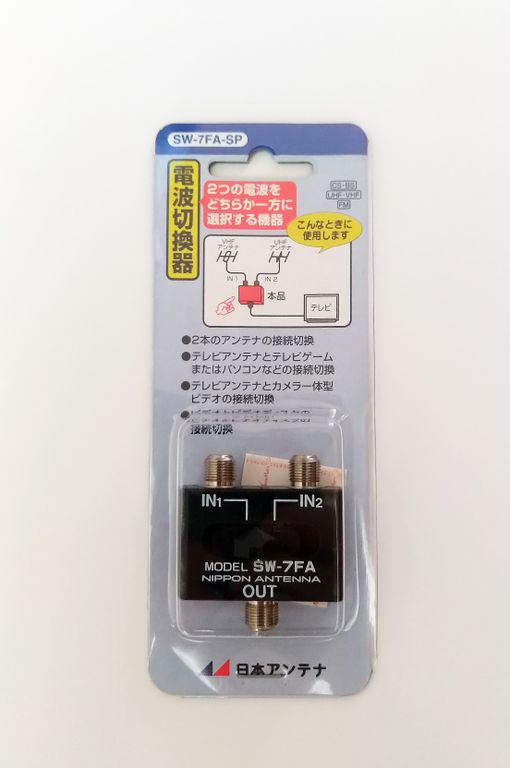 SW-7FA-SP
電波切換器
2つの電波を
どちらか一方に
選択する機器
CS・BS
UHF・VHF
FM
こんなときに
使用します
VHF
アンテナ
UHF
アンテナ
IN 1
IN 2
本品
テレビ
●2本のアンテナの接続切換
●テレビアンテナとテレビゲーム
またはパソコンなどの接続切換
●テレビアンテナとカメラ一体型
ビデオの接続切換
接続切換
IN1
IN2
MODEL SW-7FA
NIPPON ANTENNA
OUT
日本アンテナ